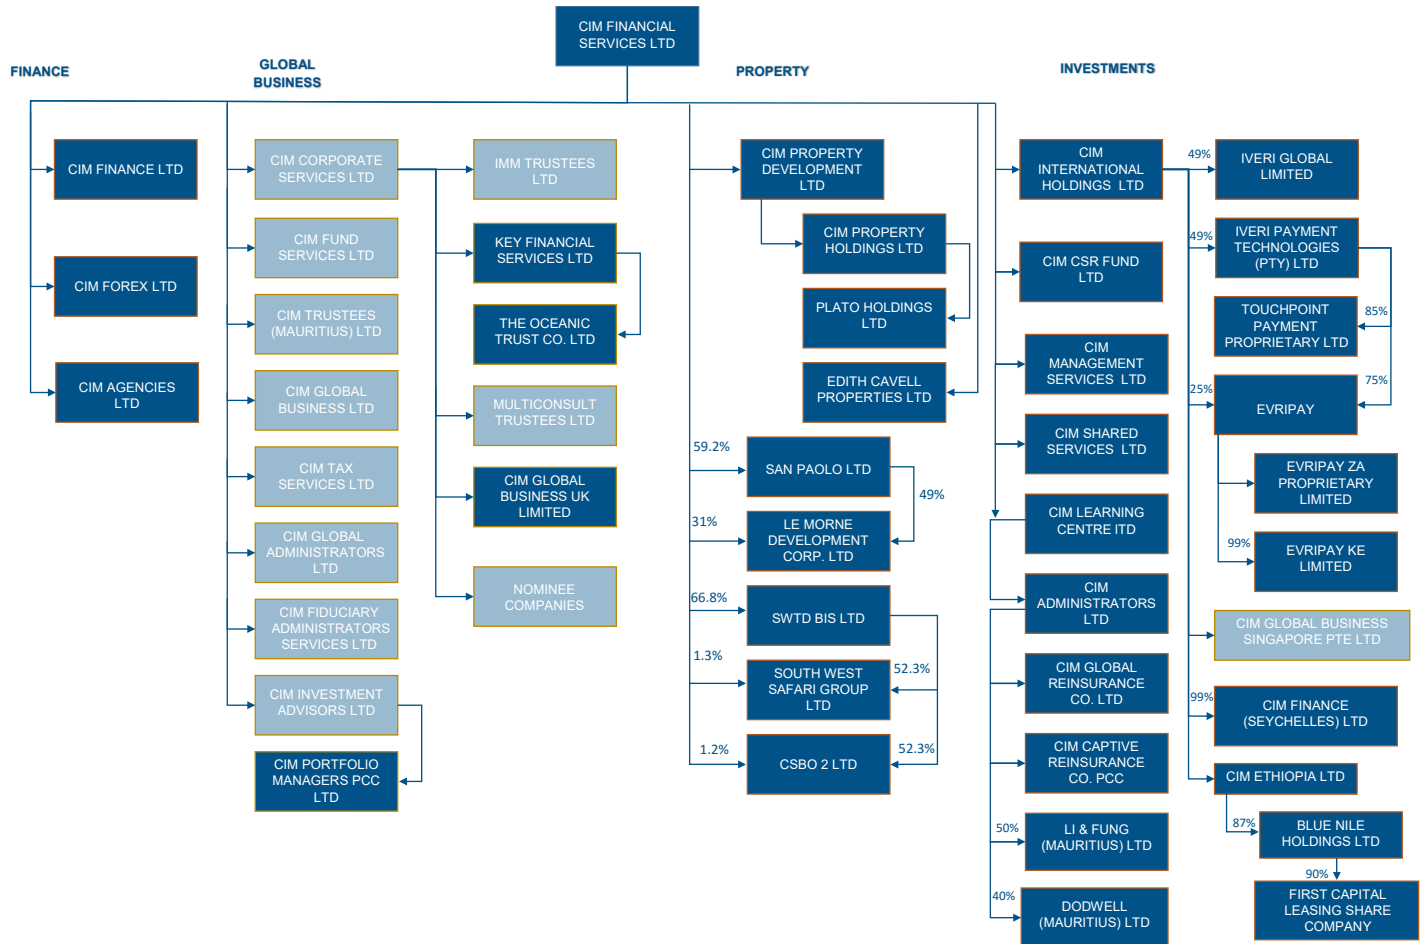 CIM FINANCIAL
SERVICES LTD
FINANCE
GLOBAL
BUSINESS
PROPERTY
INVESTMENTS
CIM FINANCE LTD
CIM FOREX LTD
CIM AGENCIES
LTD
CIM CORPORATE
SERVICES LTD
CIM FUND
SERVICES LTD
CIM TRUSTEES
(MAURITIUS) LTD
CIM GLOBAL
BUSINESS LTD
CIM TAX
SERVICES LTD
CIM GLOBAL
ADMINISTRATORS
LTD
CIM FIDUCIARY
ADMINISTRATORS
SERVICES LTD
CIM INVESTMENT
ADVISORS LTD
CIM PORTFOLIO
MANAGERS PCC
LTD
IMM TRUSTEES
LTD
KEY FINANCIAL
SERVICES LTD
THE OCEANIC
TRUST CO. LTD
MULTICONSULT
TRUSTEES LTD
CIM GLOBAL
BUSINESS UK
LIMITED
NOMINEE
COMPANIES
CIM PROPERTY
DEVELOPMENT
LTD
CIM PROPERTY
HOLDINGS LTD
PLATO HOLDINGS
LTD
EDITH CAVELL
PROPERTIES LTD
59.2%
SAN PAOLO LTD
49%
31%
LE MORNE
DEVELOPMENT
CORP. LTD
66.8%
SWTD BIS LTD
1.3%
SOUTH WEST
SAFARI GROUP
LTD
52.3%
1.2%
CSBO 2 LTD
52.3%
CIM
INTERNATIONAL
HOLDINGS LTD
CIM CSR FUND
LTD
CIM
MANAGEMENT
SERVICES LTD
CIM SHARED
SERVICES LTD
CIM LEARNING
CENTRE lTD
CIM
ADMINISTRATORS
LTD
CIM GLOBAL
REINSURANCE
CO. LTD
CIM CAPTIVE
REINSURANCE
CO. PCC
50%
LI & FUNG
(MAURITIUS) LTD
40%
DODWELL
(MAURITIUS) LTD
49%
IVERI GLOBAL
LIMITED
49%
IVERI PAYMENT
TECHNOLOGIES
(PTY) LTD
TOUCHPOINT
PAYMENT
PROPRIETARY LTD
85%
25%
EVRIPAY
75%
EVRIPAY ZA
PROPRIETARY
LIMITED
99%
EVRIPAY KE
LIMITED
CIM GLOBAL BUSINESS
SINGAPORE PTE LTD
99%
CIM FINANCE
(SEYCHELLES) LTD
CIM ETHIOPIA LTD
87%
BLUE NILE
HOLDINGS LTD
90%
FIRST CAPITAL
LEASING SHARE
COMPANY